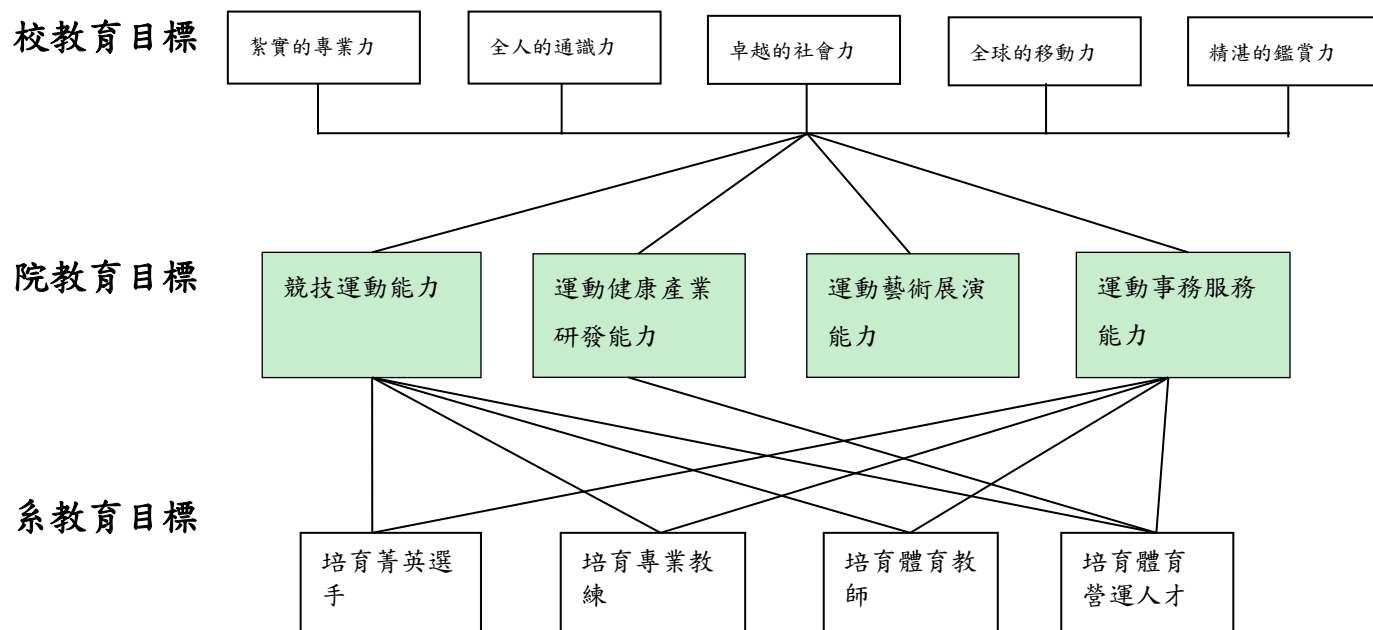 校教育目標
紮實的專業力
全人的通識力
卓越的社會力
全球的移動力
精湛的鑑賞力
院教育目標
競技運動能力
運動健康產業
研發能力
運動藝術展演
能力
運動事務服務
能力
系教育目標
培育菁英選
手
培育專業教
練
培育體育教
師
培育體育
營運人才